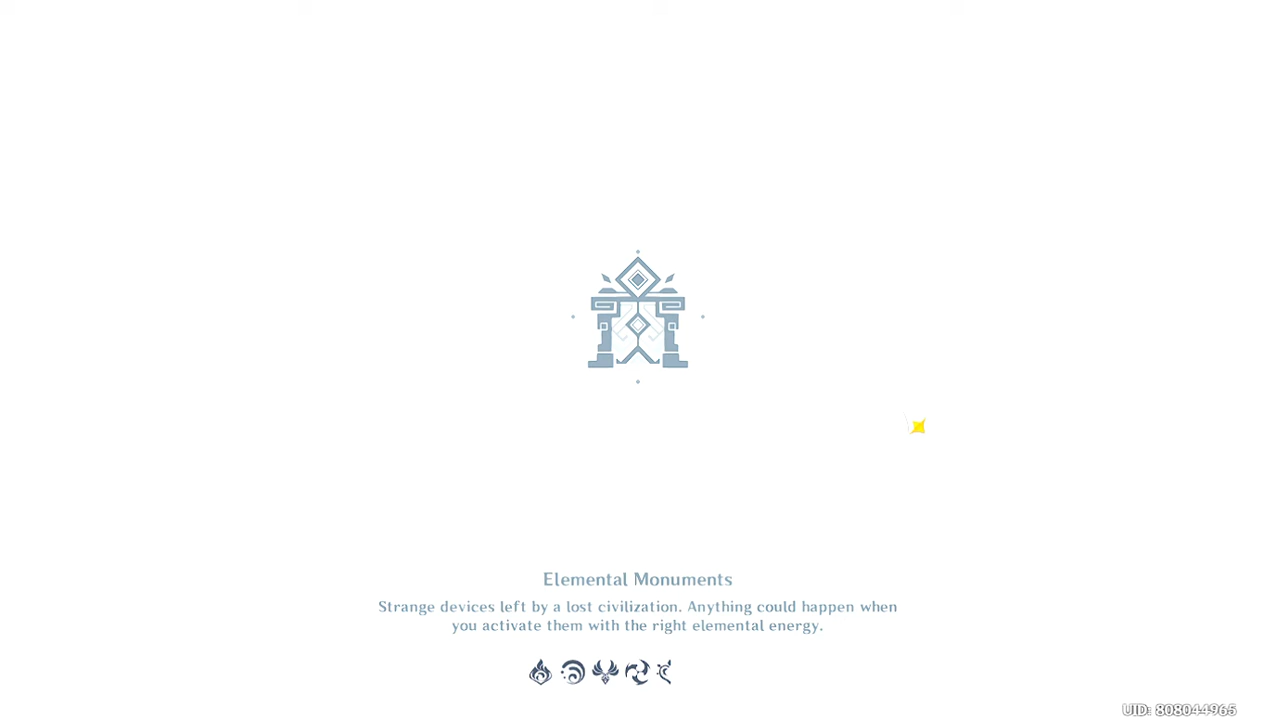 Elemental Monuments
Strange devices left by a lost civilization. Anything could happen when
you activate them with the right elemental energy.
UID: 808044965